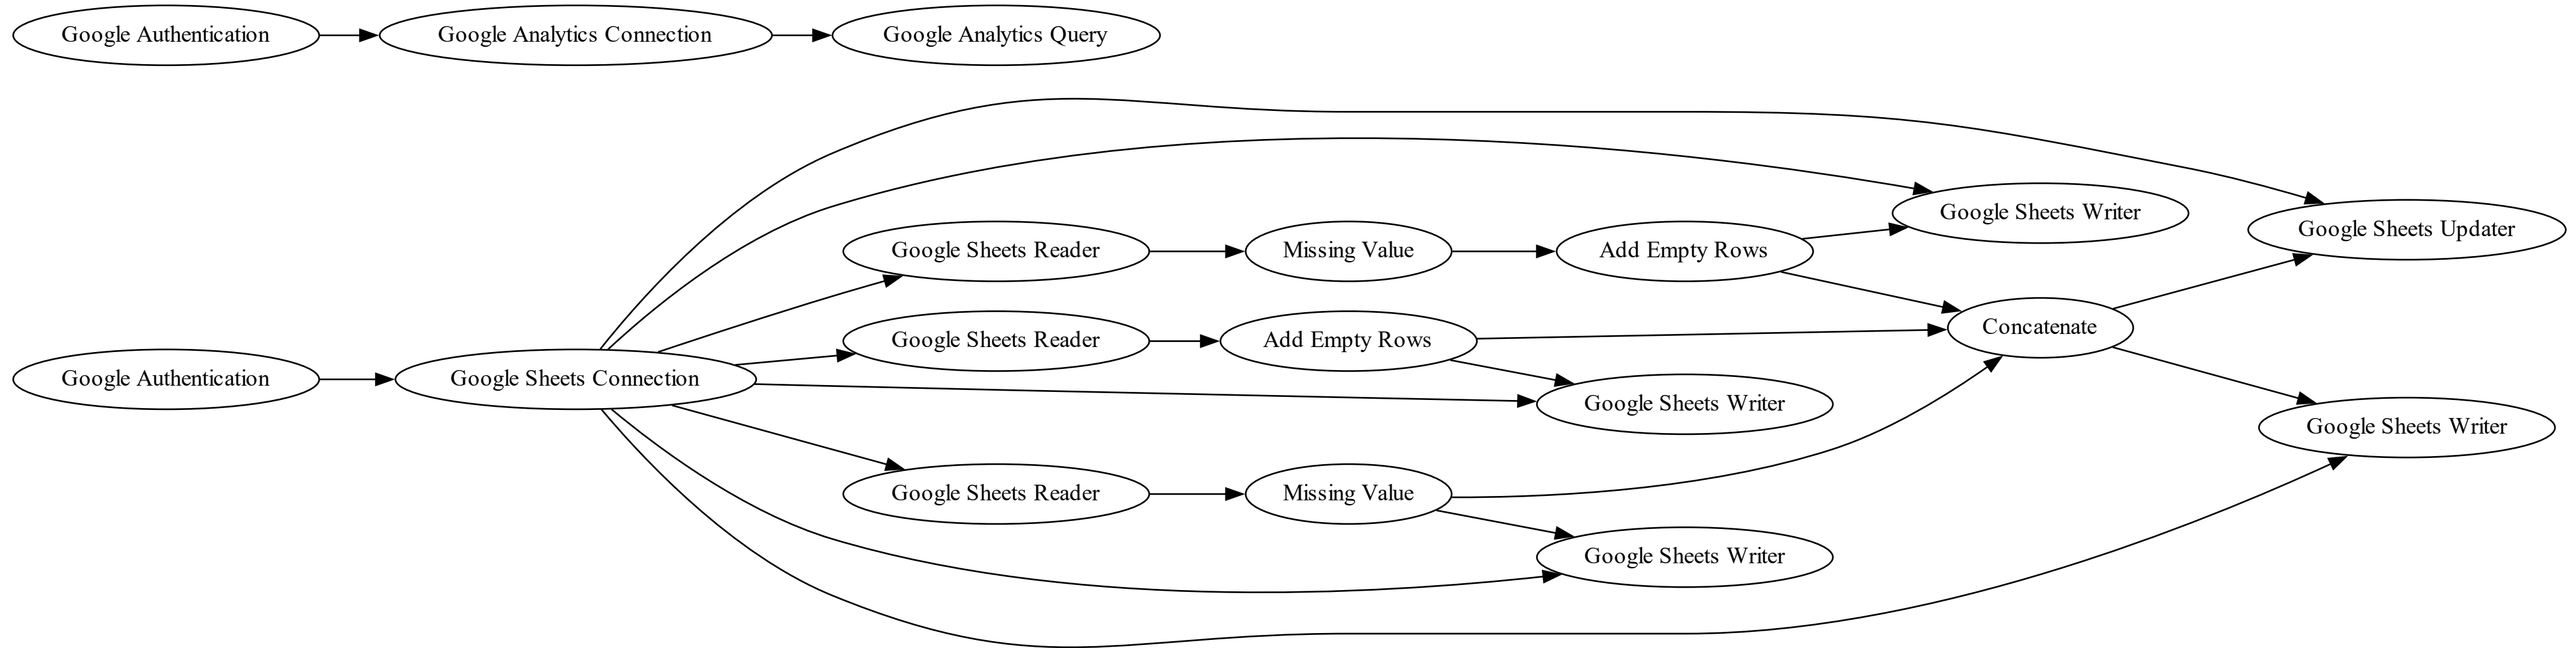 Google Authentication
Google Analytics Connection
Google Analytics Query
Google Authentication
Google Sheets Connection
Google Sheets Reader
Missing Value
Add Empty Rows
Google Sheets Writer
Google Sheets Updater
Google Sheets Reader
Add Empty Rows
Concatenate
Google Sheets Writer
Google Sheets Writer
Google Sheets Reader
Missing Value
Google Sheets Writer